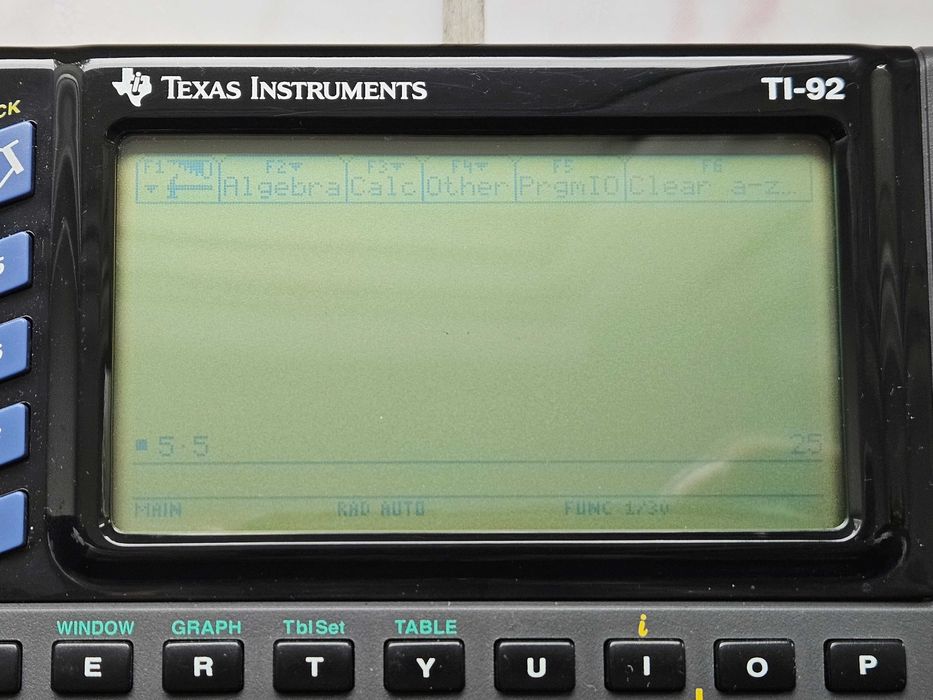 TEXAS INSTRUMENTS TI-92
CK
F1 F2 F3 F4 F5 F6
Algebra Calc Other PrgmIO Clear a-z...
5·5 25
MAIN RAD AUTO FUNC 1/30
WINDOW GRAPH TblSet TABLE i
E R T Y U I O P